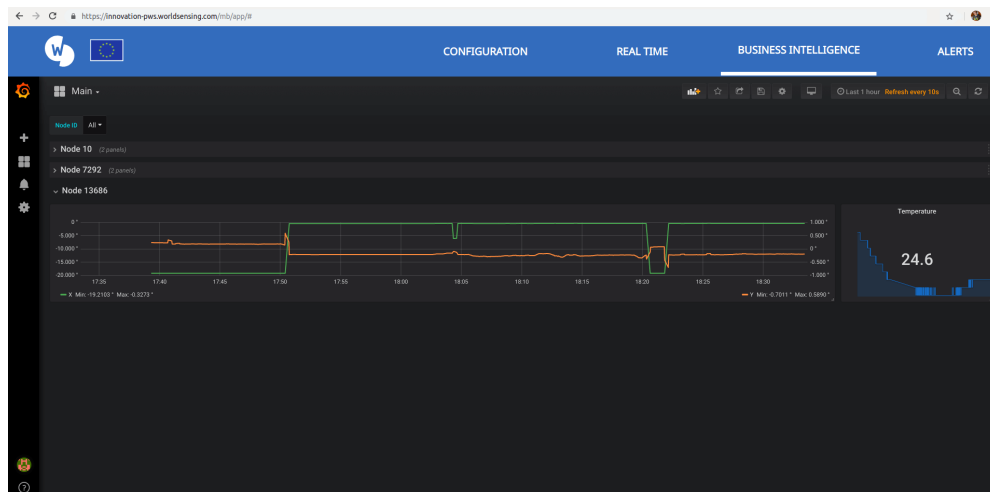 https://innovation-pws.worldsensing.com/mb/app/#
W CONFIGURATION REAL TIME BUSINESS INTELLIGENCE ALERTS
Main
Last 1 hour Refresh every 10s
Node ID All
Node 10 (2 panels)
Node 7292 (2 panels)
Node 13686
0 °
-5.000 °
-10.000 °
-15.000 °
-20.000 °
1.000 °
0.500 °
0 °
-0.500 °
-1.000 °
17:35 17:40 17:45 17:50 17:55 18:00 18:05 18:10 18:15 18:20 18:25 18:30
X Min: -19.2103 ° Max: -0.3273 °
Y Min: -0.7011 ° Max: 0.5890 °
Temperature
24.6